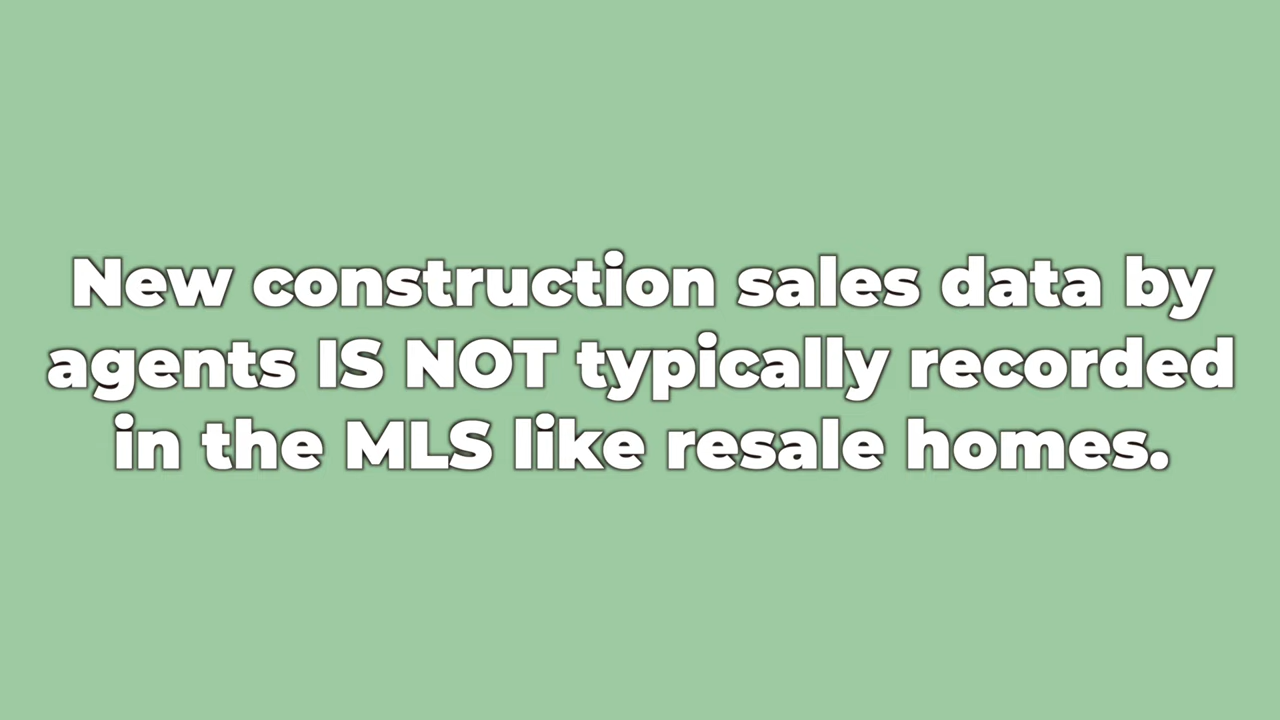 New construction sales data by
agents IS NOT typically recorded
in the MLS like resale homes.